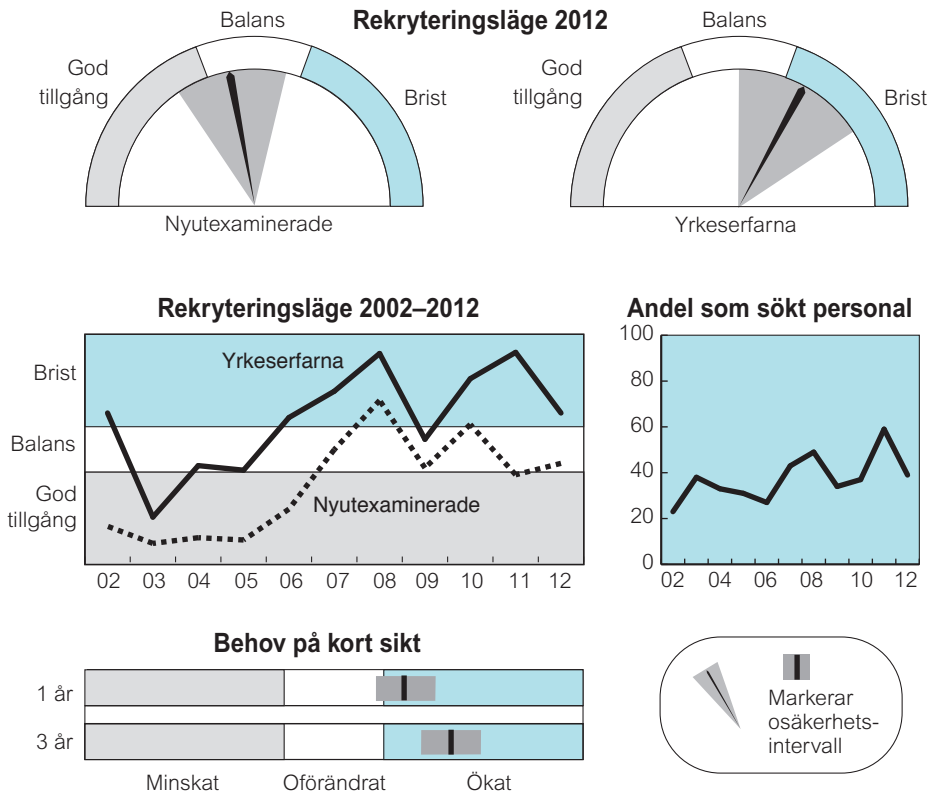 Rekryteringsläge 2012
Balans
God
tillgång
Brist
Nyutexaminerade
Balans
God
tillgång
Brist
Yrkeserfarna
Rekryteringsläge 2002–2012
Brist
Balans
God
tillgång
Yrkeserfarna
Nyutexaminerade
02 03 04 05 06 07 08 09 10 11 12
Andel som sökt personal
100
80
60
40
20
0
02 04 06 08 10 12
Behov på kort sikt
1 år
3 år
Minskat Oförändrat Ökat
Markerar
osäkerhets-
intervall